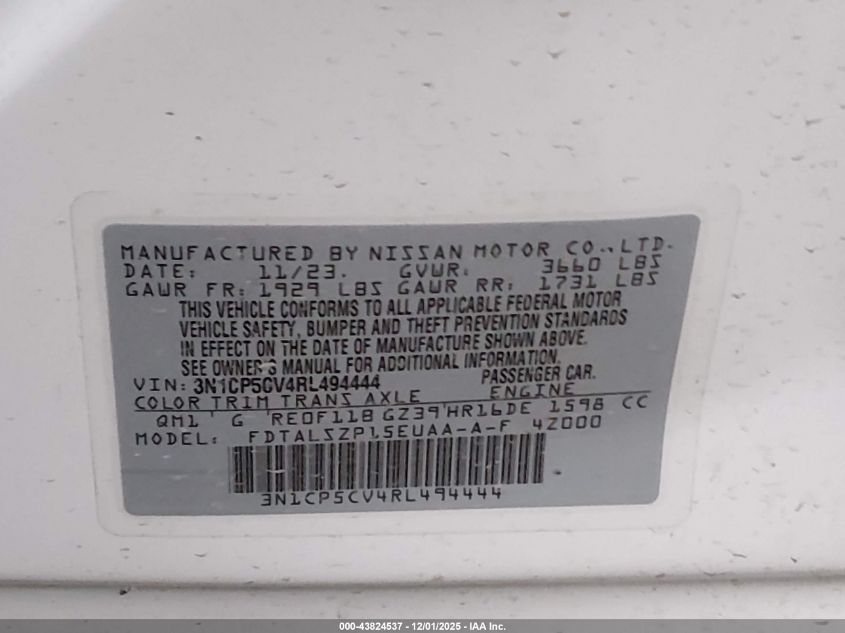 MANUFACTURED BY NISSAN MOTOR CO., LTD.
DATE: 11/23. GVWR: 3660 LBS
GAWR FR: 1929 LBS GAWR RR: 1731 LBS
THIS VEHICLE CONFORMS TO ALL APPLICABLE FEDERAL MOTOR
VEHICLE SAFETY, BUMPER AND THEFT PREVENTION STANDARDS
IN EFFECT ON THE DATE OF MANUFACTURE SHOWN ABOVE.
SEE OWNER'S MANUAL FOR ADDITIONAL INFORMATION.
VIN: 3N1CP5CV4RL494444 PASSENGER CAR.
COLOR TRIM TRANS AXLE ENGINE
QM1 G RE0F11B GZ39 HR16DE 1598 CC
MODEL: FDTALSZP15EUAA-A-F 4Z000
3N1CP5CV4RL494444
000-43824537 - 12/01/2025 - IAA Inc.